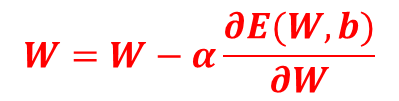 W = W − α ∂E(W, b) / ∂W